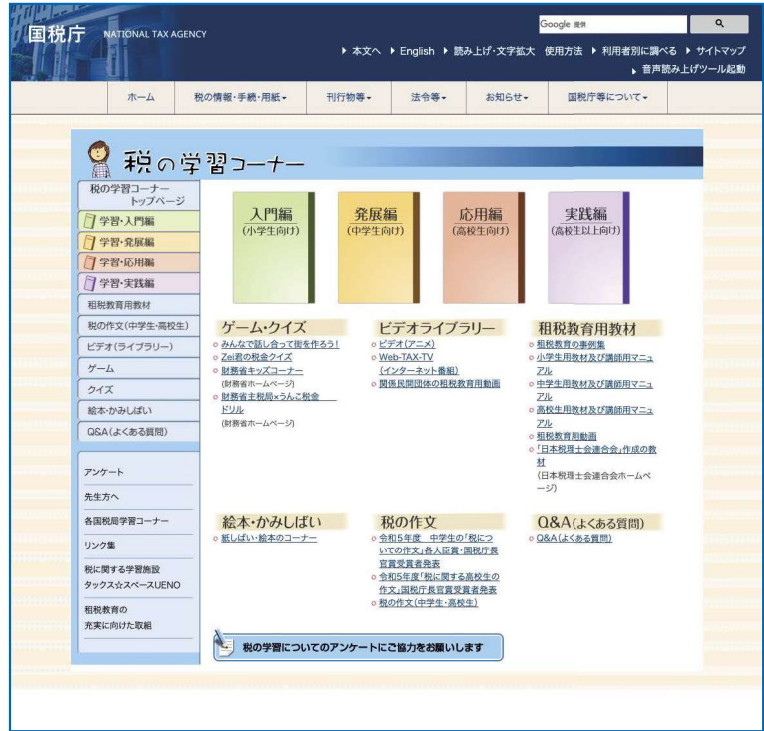 国税庁 NATIONAL TAX AGENCY
Google 提供
本文へ English 読み上げ・文字拡大 使用方法 利用者別に調べる サイトマップ
音声読み上げツール起動
ホーム 税の情報・手続・用紙 刊行物等 法令等 お知らせ 国税庁等について
税の学習コーナー
税の学習コーナー
トップページ
学習・入門編
学習・発展編
学習・応用編
学習・実践編
租税教育用教材
税の作文(中学生・高校生)
ビデオ(ライブラリー)
ゲーム
クイズ
絵本・かみしばい
Q&A(よくある質問)
アンケート
先生方へ
各国税局学習コーナー
リンク集
税に関する学習施設
タックス☆スペースUENO
租税教育の
充実に向けた取組
入門編
(小学生向け)
発展編
(中学生向け)
応用編
(高校生向け)
実践編
(高校生以上向け)
ゲーム・クイズ
みんなで話し合って街を作ろう!
Zei君の税金クイズ
財務省キッズコーナー
(財務省ホームページ)
財務省主税局×うんこ税金
ドリル
(財務省ホームページ)
ビデオライブラリー
ビデオ(アニメ)
Web-TAX-TV
(インターネット番組)
関係民間団体の租税教育用動画
租税教育用教材
租税教育の事例集
小学生用教材及び講師用マニュ
アル
中学生用教材及び講師用マニュ
アル
高校生用教材及び講師用マニュ
アル
租税教育用動画
「日本税理士会連合会」作成の教
材
(日本税理士会連合会ホームペ
ージ)
絵本・かみしばい
紙しばい・絵本のコーナー
税の作文
令和5年度 中学生の「税につ
いての作文」各人臣賞・国税庁長
官賞受賞者発表
令和5年度「税に関する高校生の
作文」国税庁長官賞受賞者発表
税の作文(中学生・高校生)
Q&A(よくある質問)
Q&A(よくある質問)
税の学習についてのアンケートにご協力をお願いします